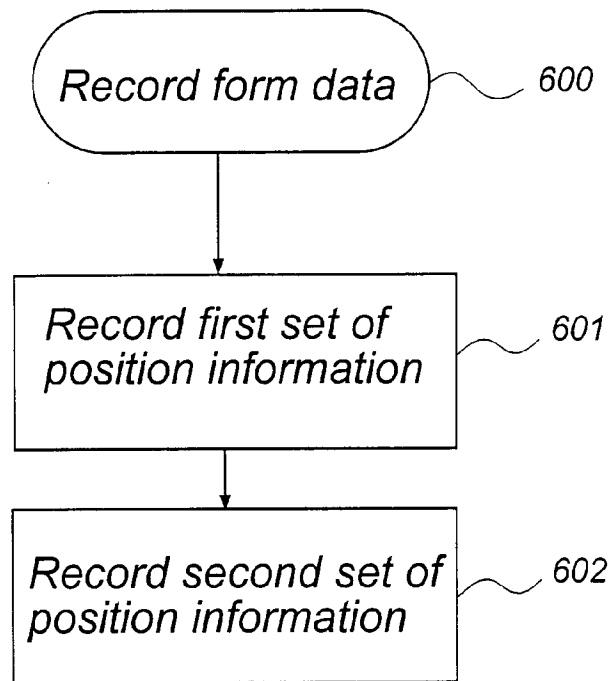 Record form data
600
Record first set of
position information
601
Record second set of
position information
602